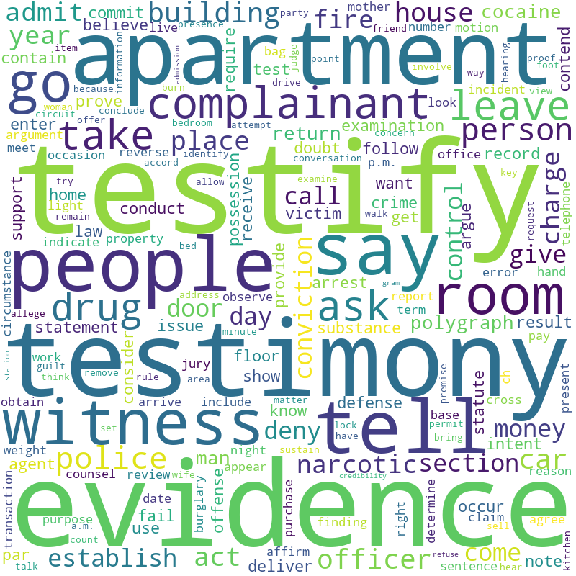 admit commit building fire house mother cocaine
year believe live number motion
apartment
contain information because item party presence friend point judge way hearing proof foot contend
go woman prove burn bag drive test require incident view involve
complainant look leave
enter circuit offer bedroom attempt concern
argument conclude reverse accord identify conversation p.m. office record
meet occasion take place return examination person
doubt follow
testify
support try home light remain conduct allow possession receive call victim want crime get walk examine argue charge key request telephone
law indicate property bed
circumstance people say control give
allege address observe provide arrest error hand
drug door day ask term report room
statement issue substance polygraph result
work minute gram pay
guilt think consider remove rule area jury floor show conviction
testimony
obtain arrive include matter premise cross present
witness know defense statute intent money
weight set lock have base permit bring
deny tell
agent police man night appear narcotic section car
counsel review wife sustain credibility reason
transaction date burglary offense purchase finding right determine occur claim sell agree
evidence
purpose a.m. fail use
par count act affirm officer come note
talk establish deliver refuse sentence hear kitchen